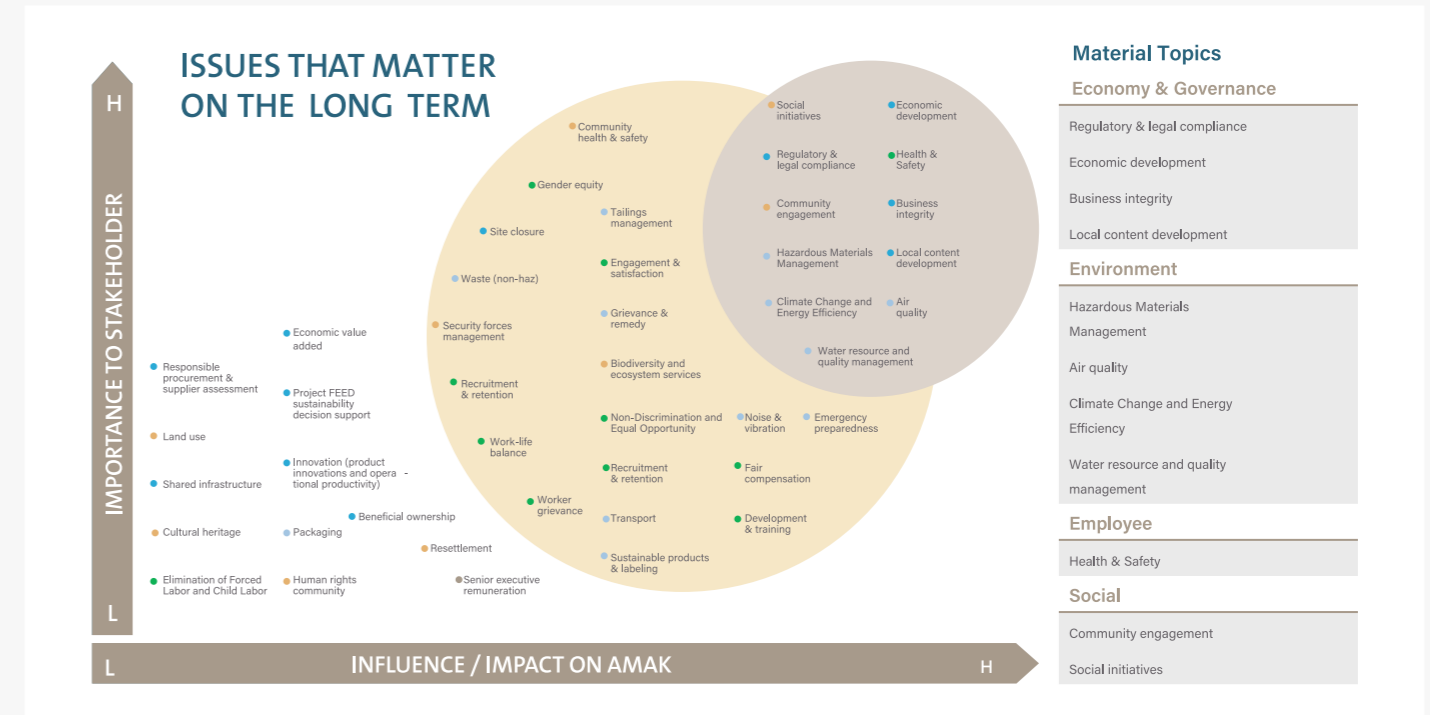 ISSUES THAT MATTER
ON THE LONG TERM
H
IMPORTANCE TO STAKEHOLDER
L
L
INFLUENCE / IMPACT ON AMAK
H
Community
health & safety
Gender equity
Site closure
Waste (non-haz)
Security forces
management
Recruitment
& retention
Work-life
balance
Worker
grievance
Tailings
management
Engagement &
satisfaction
Grievance &
remedy
Biodiversity and
ecosystem services
Non-Discrimination and
Equal Opportunity
Recruitment
& retention
Transport
Sustainable products
& labeling
Noise &
vibration
Emergency
preparedness
Fair
compensation
Development
& training
Social
initiatives
Economic
development
Regulatory &
legal compliance
Health &
Safety
Community
engagement
Business
integrity
Hazardous Materials
Management
Local content
development
Climate Change and
Energy Efficiency
Air
quality
Water resource and
quality management
Economic value
added
Responsible
procurement &
supplier assessment
Project FEED
sustainability
decision support
Land use
Innovation (product
innovations and opera -
tional productivity)
Shared infrastructure
Beneficial ownership
Cultural heritage
Packaging
Resettlement
Elimination of Forced
Labor and Child Labor
Human rights
community
Senior executive
remuneration
Material Topics
Economy & Governance
Regulatory & legal compliance
Economic development
Business integrity
Local content development
Environment
Hazardous Materials
Management
Air quality
Climate Change and Energy
Efficiency
Water resource and quality
management
Employee
Health & Safety
Social
Community engagement
Social initiatives